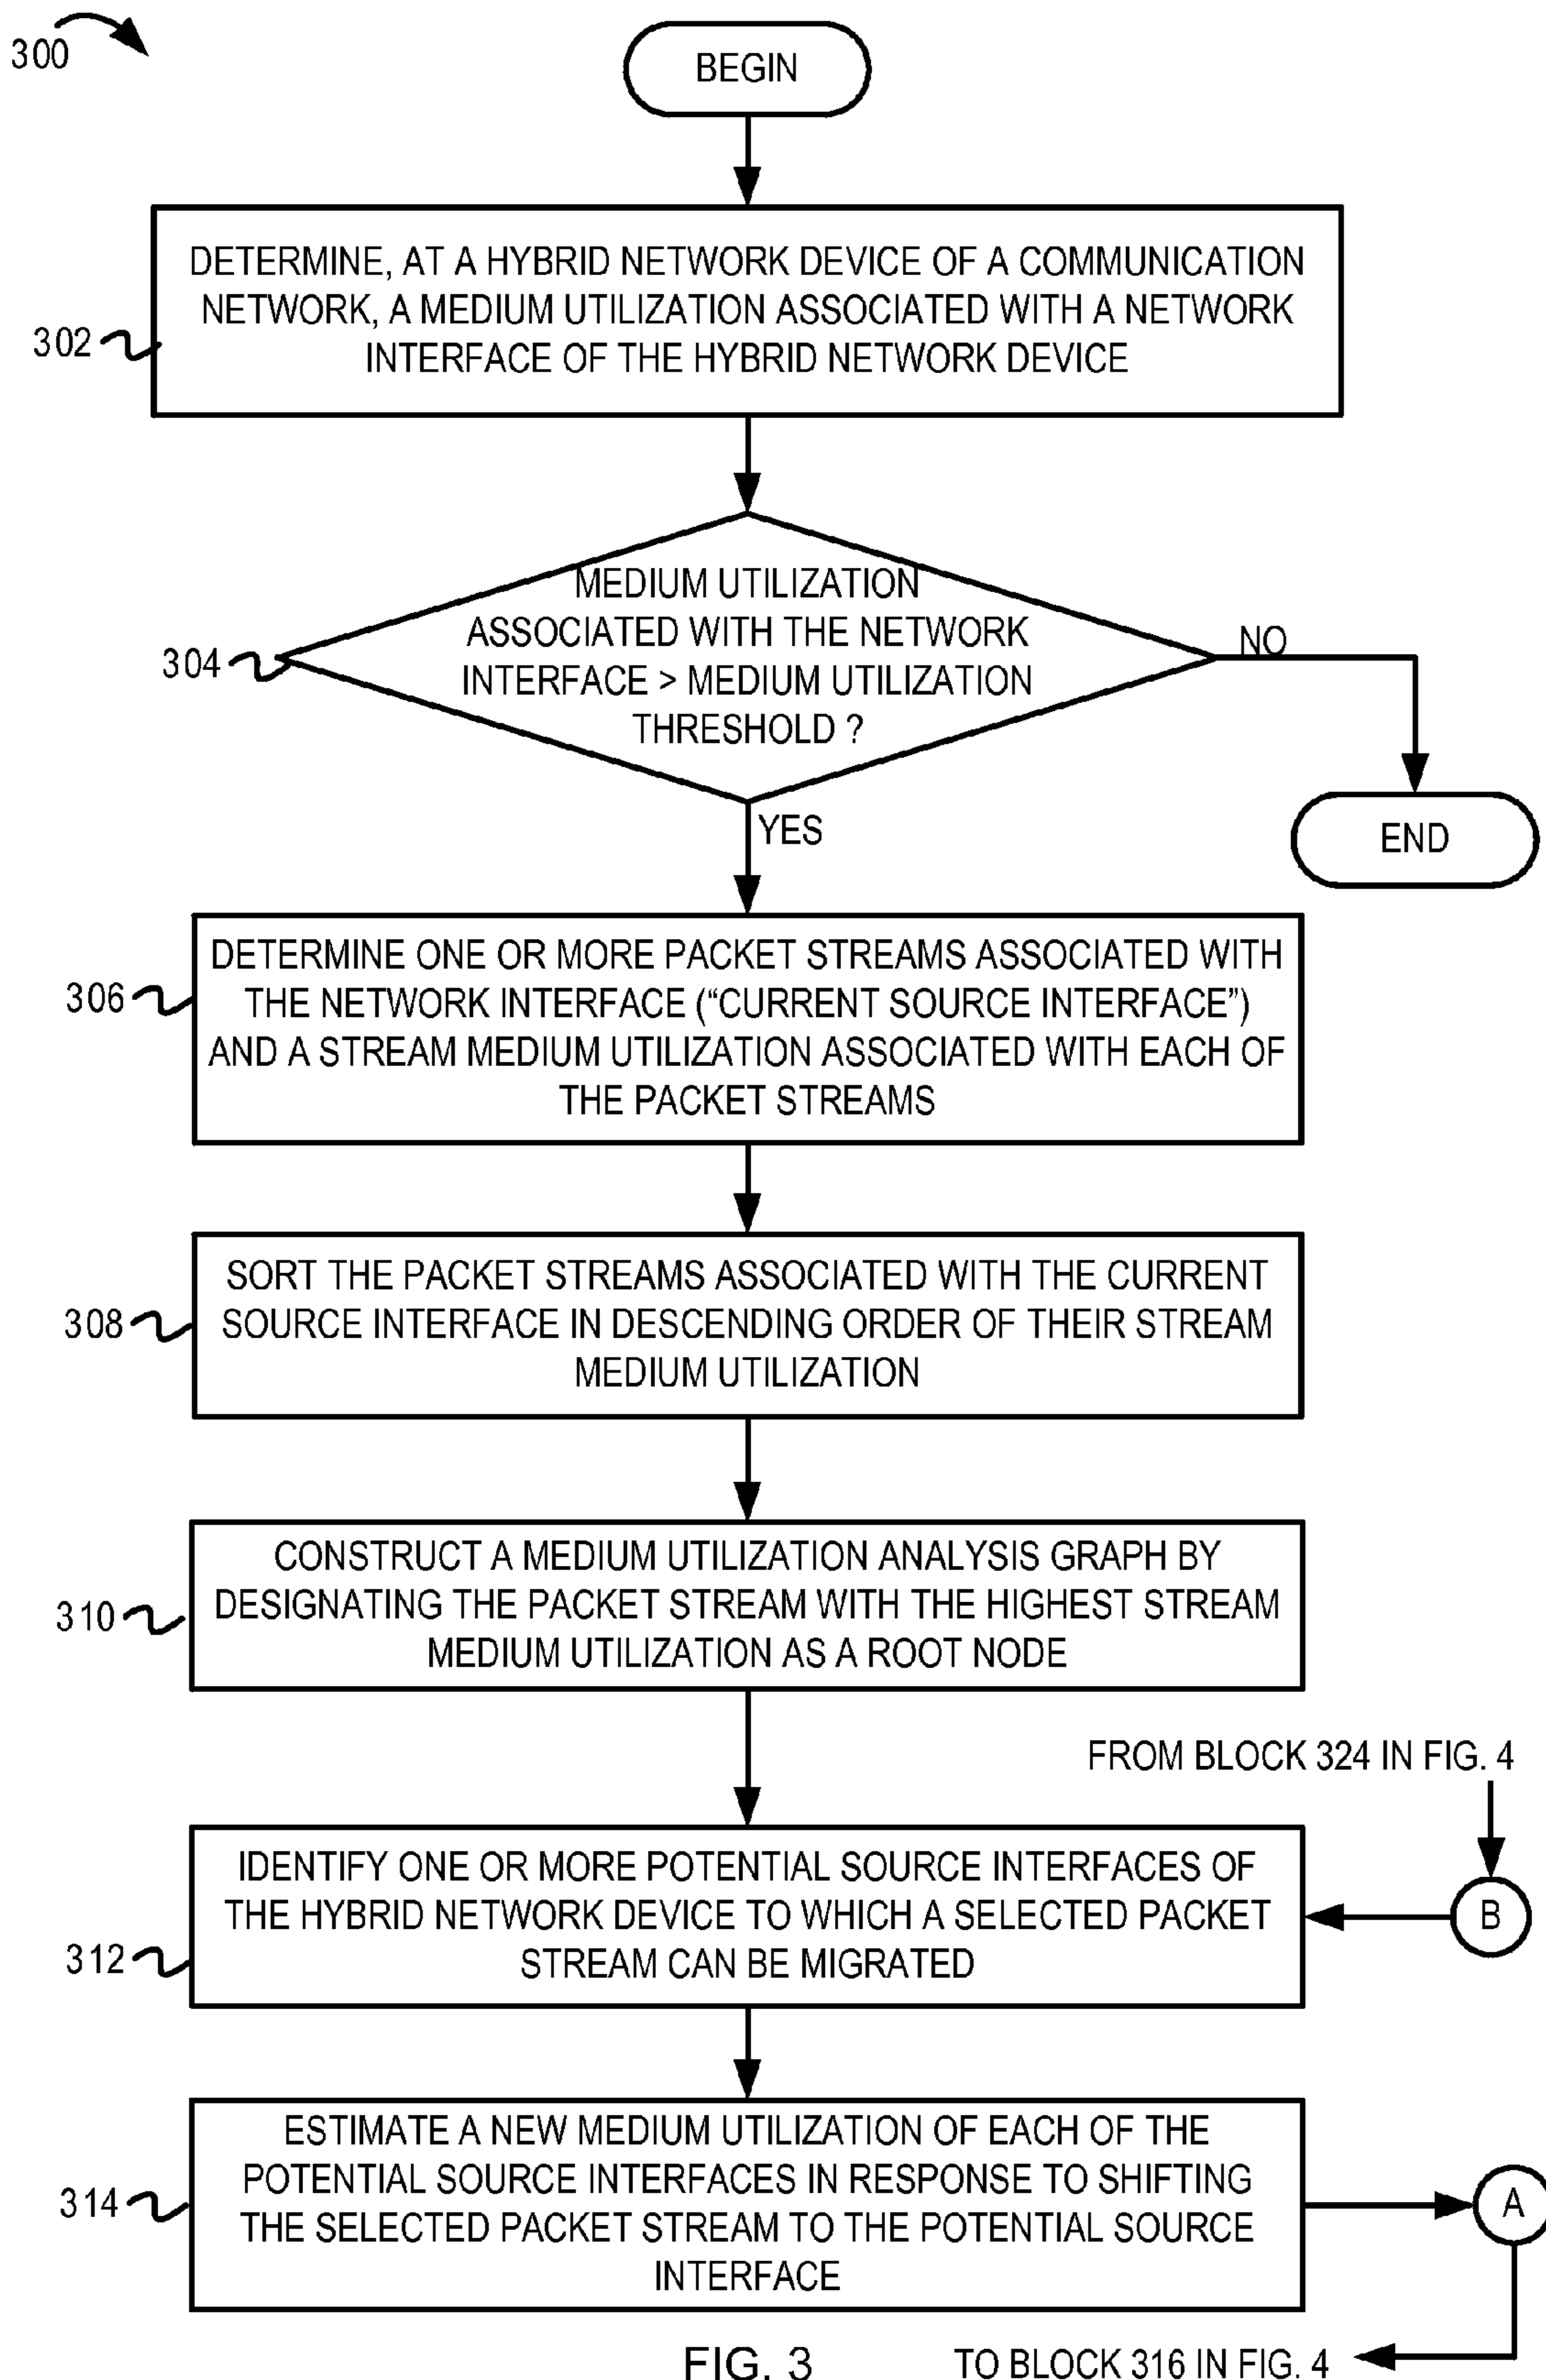 300
BEGIN
DETERMINE, AT A HYBRID NETWORK DEVICE OF A COMMUNICATION
NETWORK, A MEDIUM UTILIZATION ASSOCIATED WITH A NETWORK
INTERFACE OF THE HYBRID NETWORK DEVICE
302
MEDIUM UTILIZATION
ASSOCIATED WITH THE NETWORK
INTERFACE > MEDIUM UTILIZATION
THRESHOLD ?
304
NO
YES
END
DETERMINE ONE OR MORE PACKET STREAMS ASSOCIATED WITH
THE NETWORK INTERFACE (“CURRENT SOURCE INTERFACE”)
AND A STREAM MEDIUM UTILIZATION ASSOCIATED WITH EACH OF
THE PACKET STREAMS
306
SORT THE PACKET STREAMS ASSOCIATED WITH THE CURRENT
SOURCE INTERFACE IN DESCENDING ORDER OF THEIR STREAM
MEDIUM UTILIZATION
308
CONSTRUCT A MEDIUM UTILIZATION ANALYSIS GRAPH BY
DESIGNATING THE PACKET STREAM WITH THE HIGHEST STREAM
MEDIUM UTILIZATION AS A ROOT NODE
310
FROM BLOCK 324 IN FIG. 4
B
IDENTIFY ONE OR MORE POTENTIAL SOURCE INTERFACES OF
THE HYBRID NETWORK DEVICE TO WHICH A SELECTED PACKET
STREAM CAN BE MIGRATED
312
ESTIMATE A NEW MEDIUM UTILIZATION OF EACH OF THE
POTENTIAL SOURCE INTERFACES IN RESPONSE TO SHIFTING
THE SELECTED PACKET STREAM TO THE POTENTIAL SOURCE
INTERFACE
314
A
TO BLOCK 316 IN FIG. 4
FIG. 3